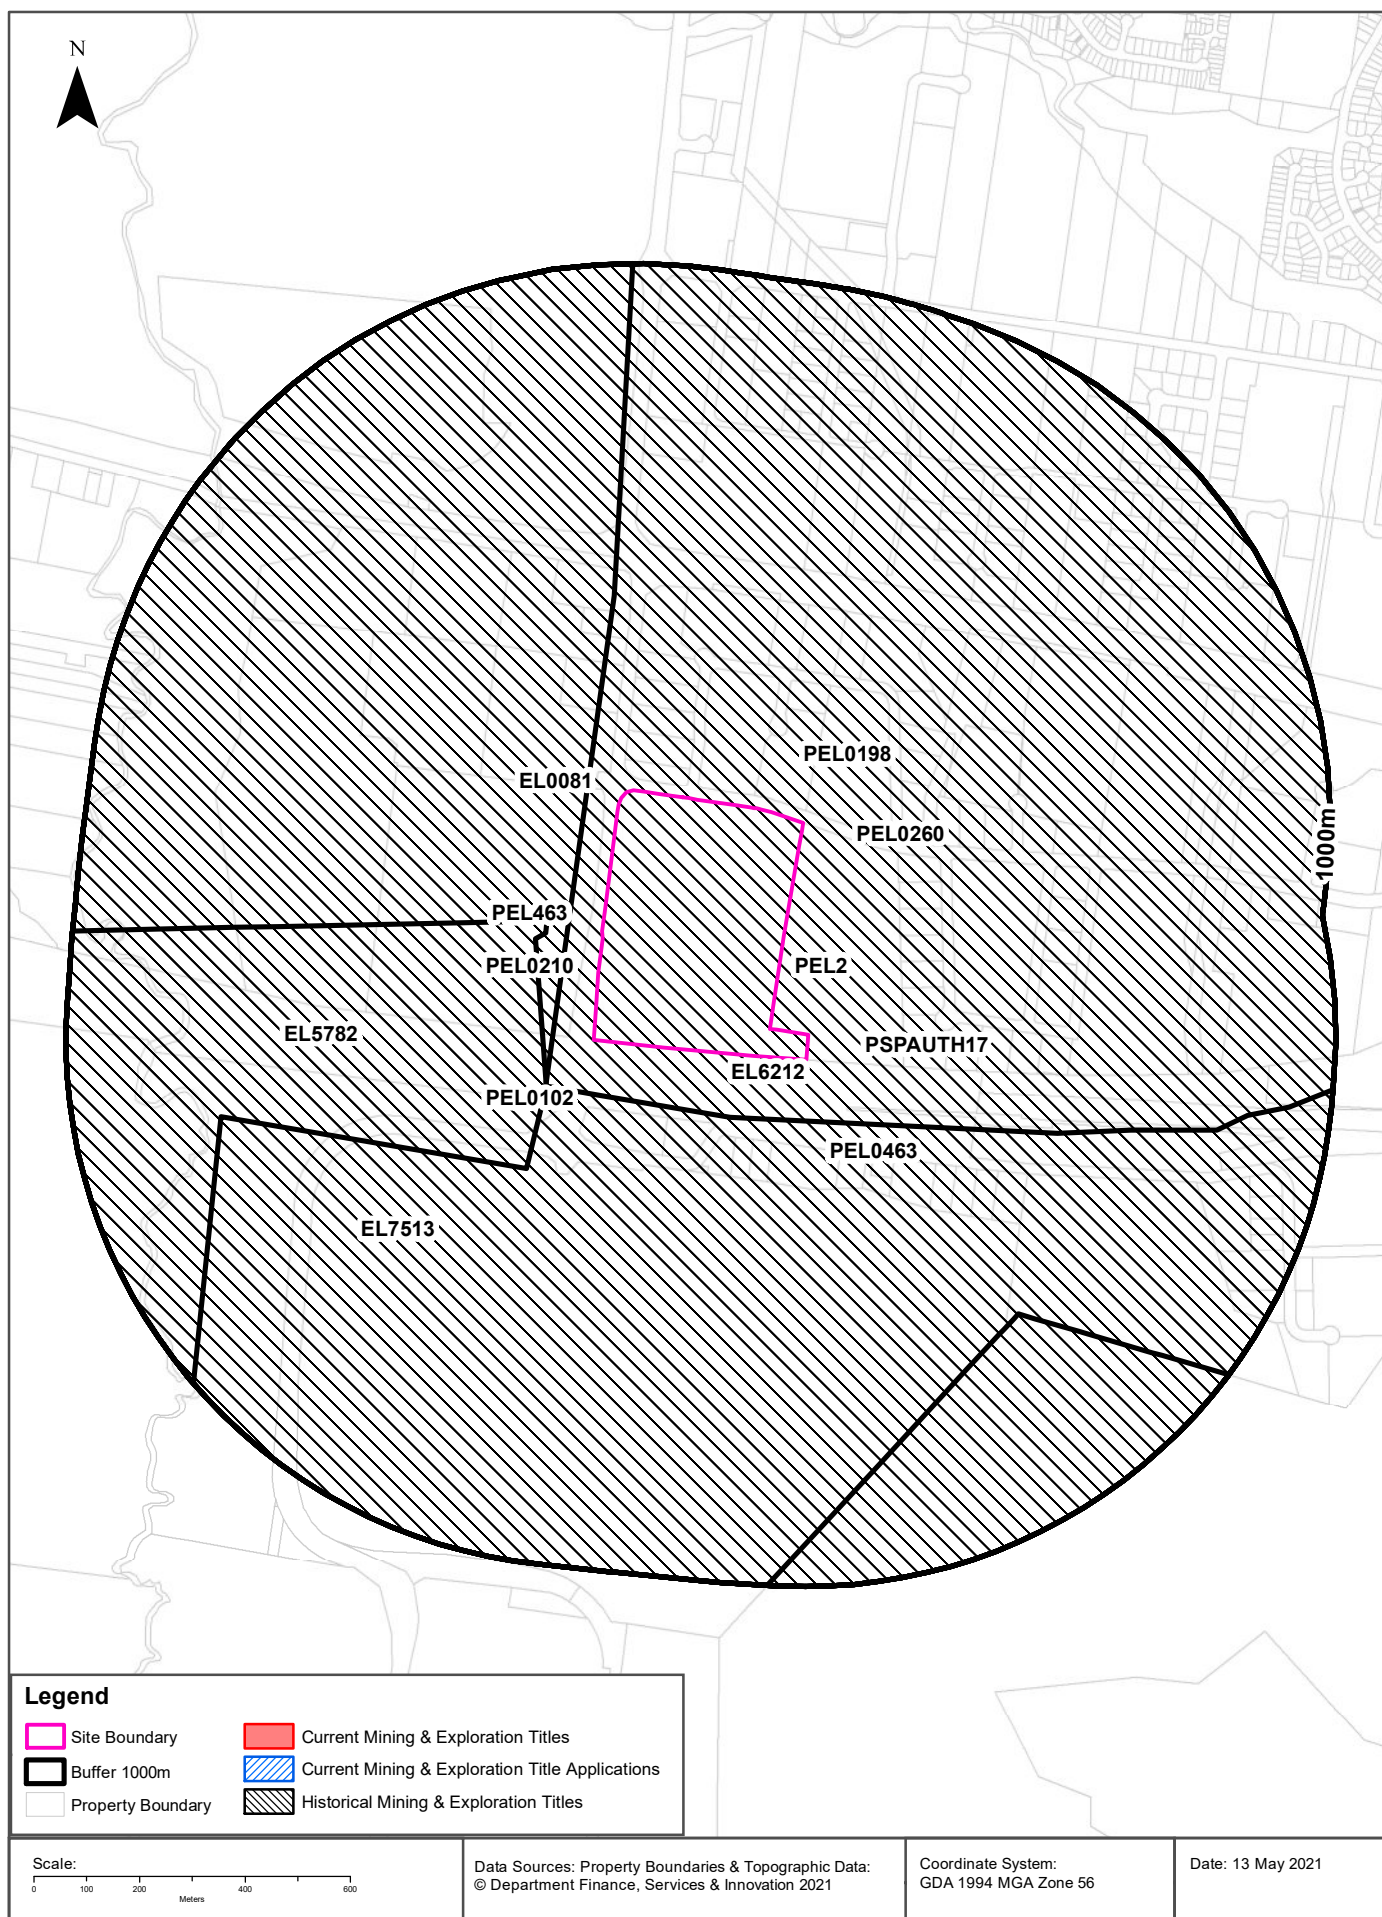 N
PEL0198
EL0081
PEL0260
1000m
PEL463
PEL0210
PEL2
EL5782
PSPAUTH17
EL6212
PEL0102
PEL0463
EL7513
Legend
Site Boundary
Buffer 1000m
Property Boundary
Current Mining & Exploration Titles
Current Mining & Exploration Title Applications
Historical Mining & Exploration Titles
Scale:
0 100 200 400 600
Meters
Data Sources: Property Boundaries & Topographic Data:
© Department Finance, Services & Innovation 2021
Coordinate System:
GDA 1994 MGA Zone 56
Date: 13 May 2021